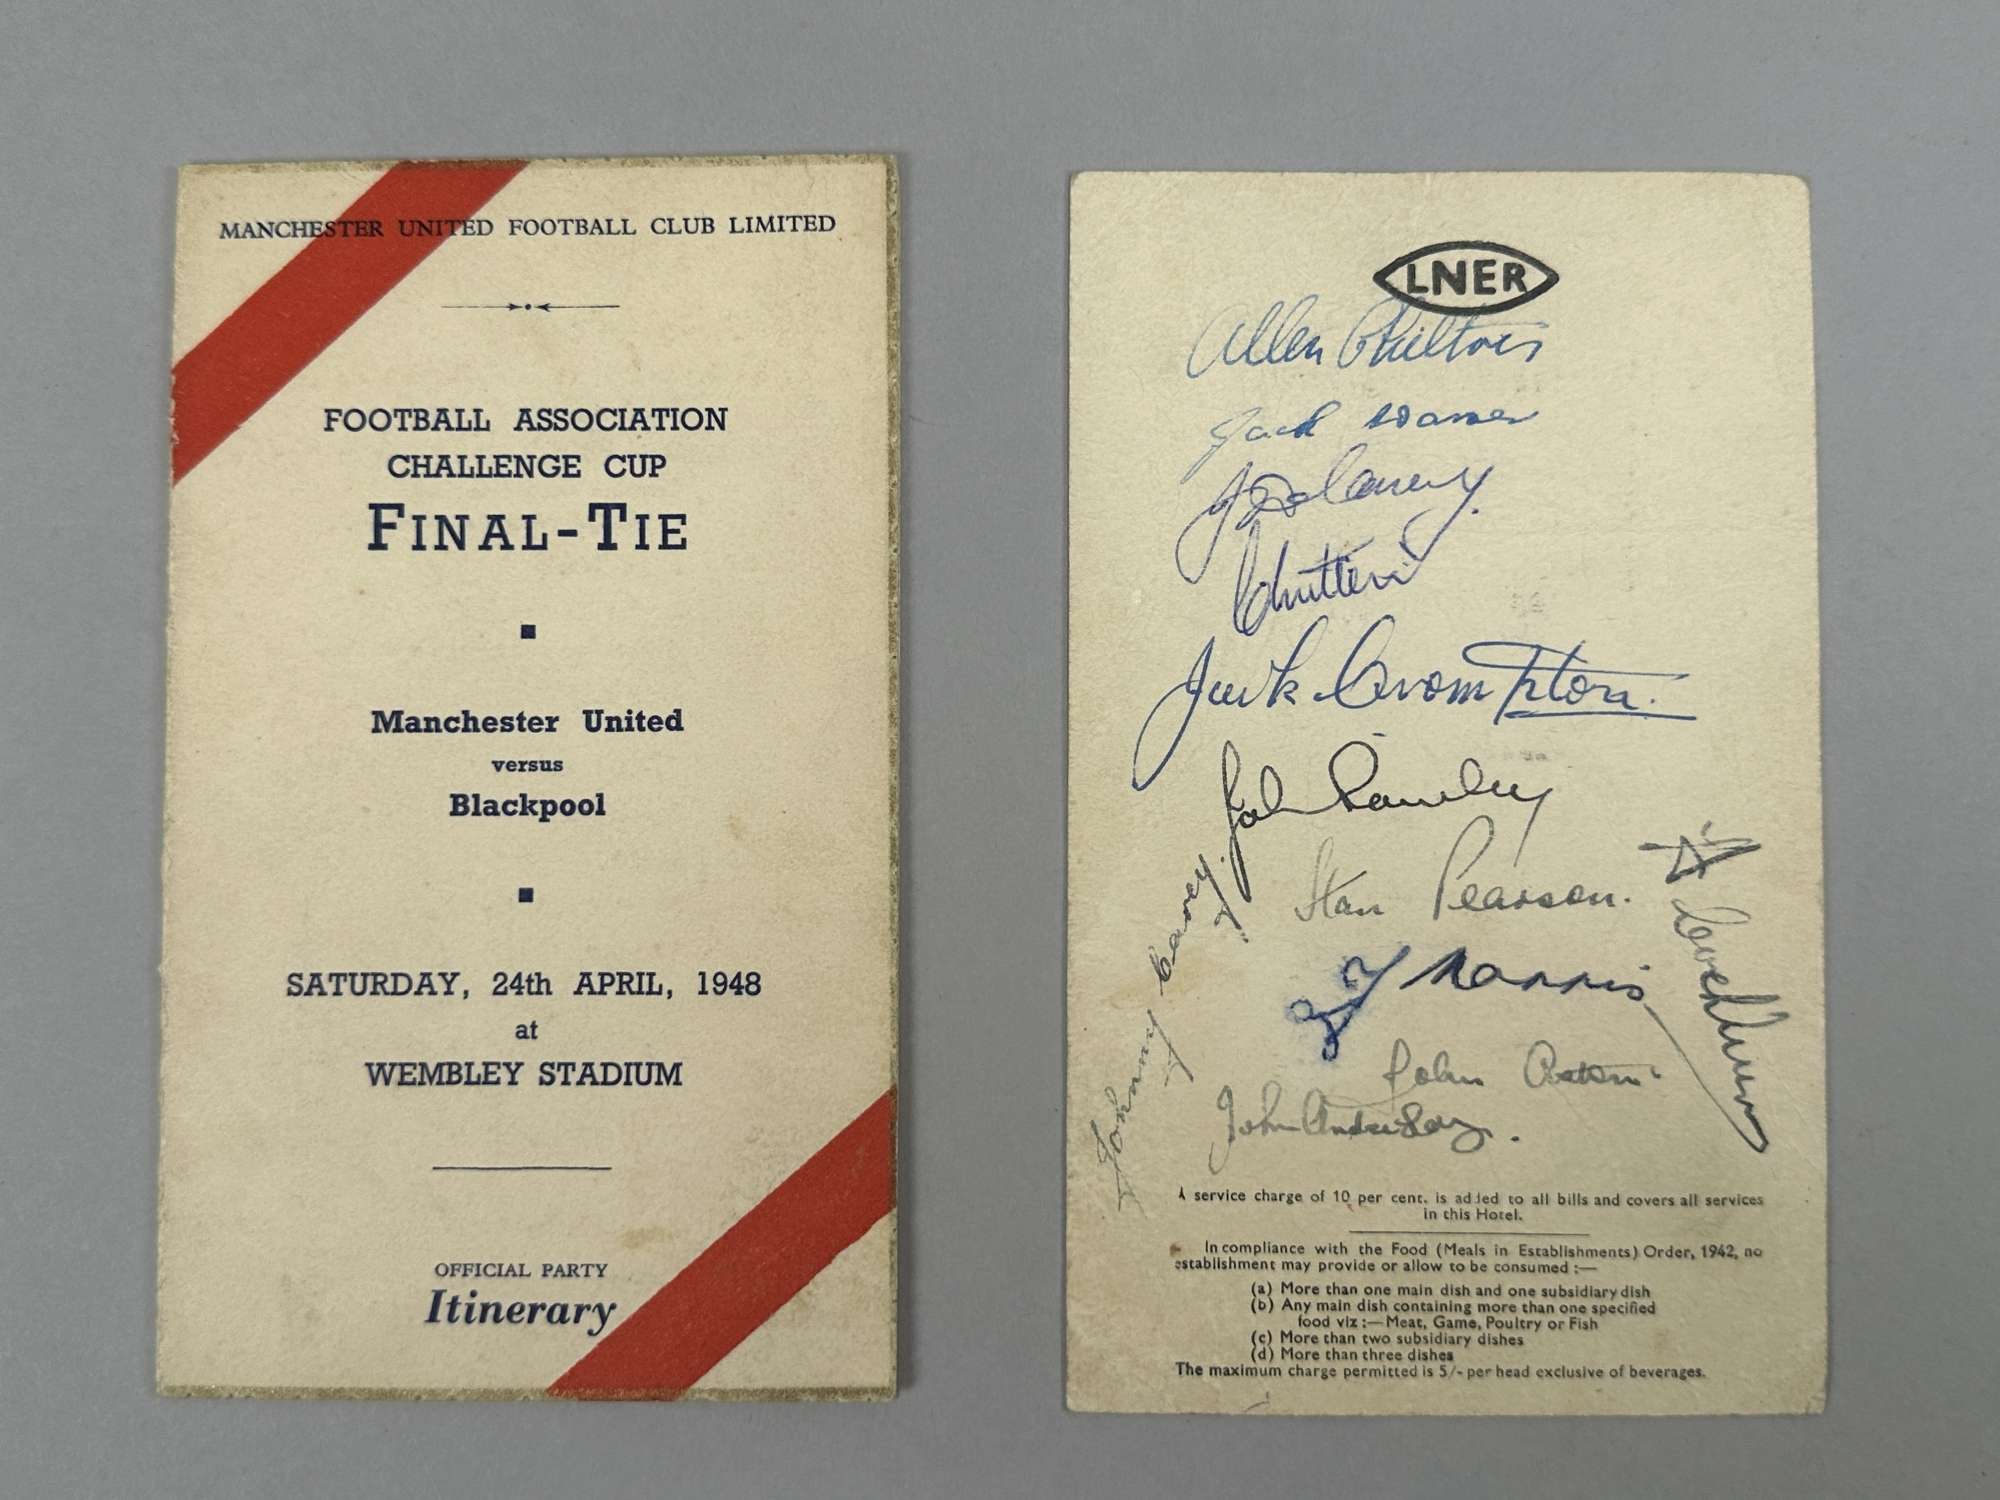 MANCHESTER UNITED FOOTBALL CLUB LIMITED
FOOTBALL ASSOCIATION
CHALLENGE CUP
FINAL-TIE
Manchester United
versus
Blackpool
SATURDAY, 24th APRIL, 1948
at
WEMBLEY STADIUM
OFFICIAL PARTY
Itinerary
LNER
Allen Chilton
Jack Warner
J Delaney.
Jack Crompton.
John
Stan Pearson.
Morris
Johnny Carey.
John Aston
John Anderson.
A service charge of 10 per cent. is added to all bills and covers all services
in this Hotel.
In compliance with the Food (Meals in Establishments) Order, 1942, no
establishment may provide or allow to be consumed :—
(a) More than one main dish and one subsidiary dish
(b) Any main dish containing more than one specified
food viz :—Meat, Game, Poultry or Fish
(c) More than two subsidiary dishes
(d) More than three dishes
The maximum charge permitted is 5/- per head exclusive of beverages.